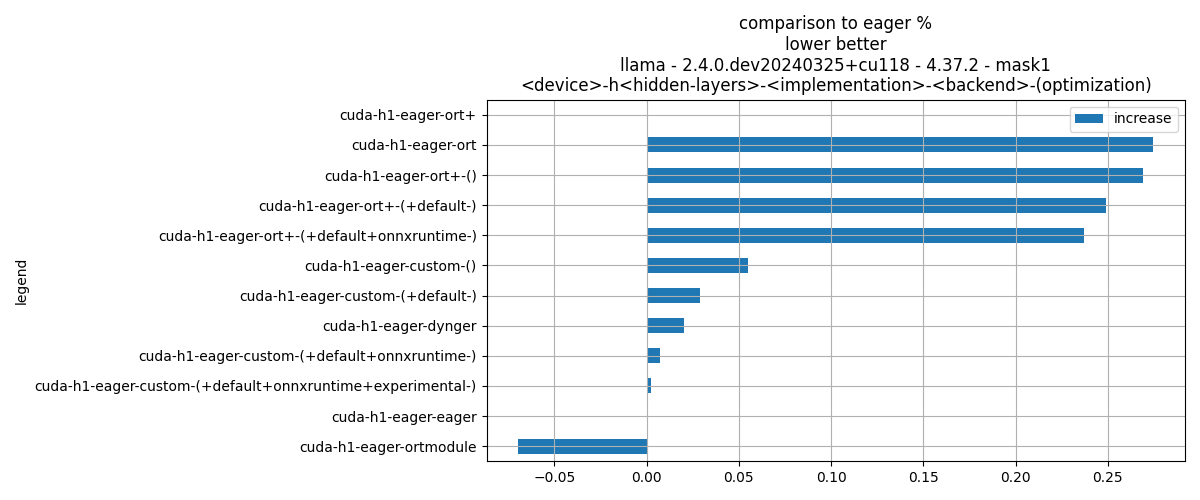 comparison to eager %
lower better
llama - 2.4.0.dev20240325+cu118 - 4.37.2 - mask1
<device>-h<hidden-layers>-<implementation>-<backend>-(optimization)
increase
legend
cuda-h1-eager-ort+
cuda-h1-eager-ort
cuda-h1-eager-ort+-()
cuda-h1-eager-ort+-(+default-)
cuda-h1-eager-ort+-(+default+onnxruntime-)
cuda-h1-eager-custom-()
cuda-h1-eager-custom-(+default-)
cuda-h1-eager-dynger
cuda-h1-eager-custom-(+default+onnxruntime-)
cuda-h1-eager-custom-(+default+onnxruntime+experimental-)
cuda-h1-eager-eager
cuda-h1-eager-ortmodule
−0.05 0.00 0.05 0.10 0.15 0.20 0.25